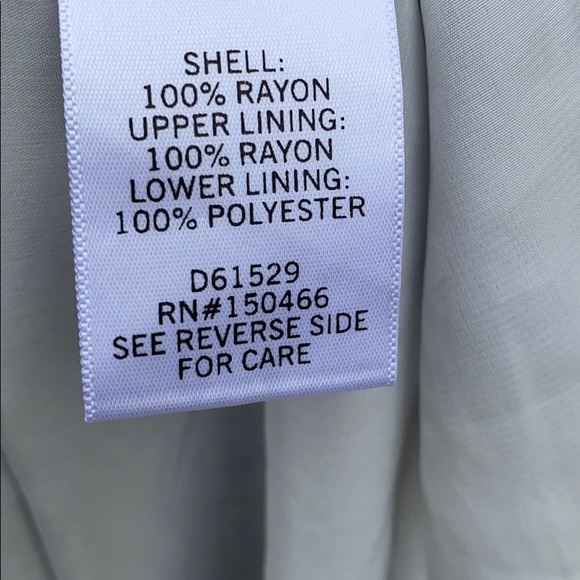 SHELL:
100% RAYON
UPPER LINING:
100% RAYON
LOWER LINING:
100% POLYESTER
D61529
RN#150466
SEE REVERSE SIDE
FOR CARE